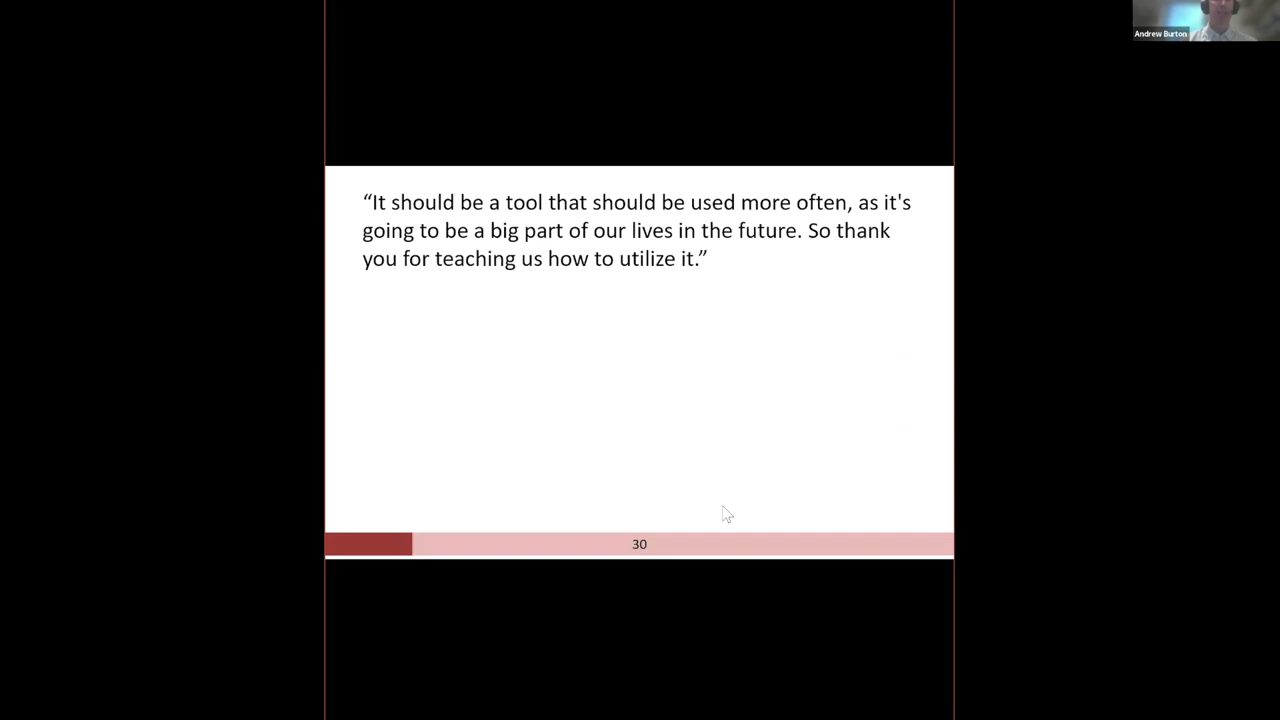 Andrew Burton
“It should be a tool that should be used more often, as it's
going to be a big part of our lives in the future. So thank
you for teaching us how to utilize it.”
30